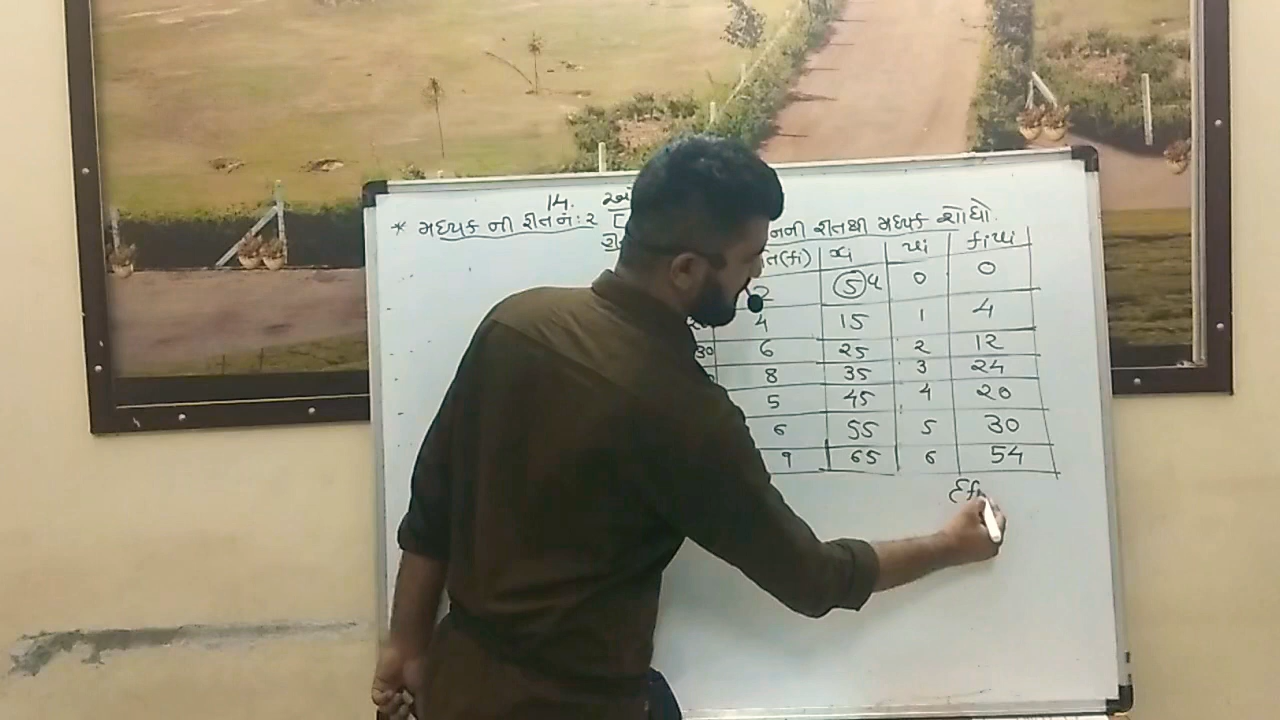 14.
* મધ્યક ની રીત નં:૨ [ નની રીતથી મધ્યક શોધો.
(fi) xi ui fiui
2 5 a 0 0
4 15 1 4
30 6 25 2 12
8 35 3 24
5 45 4 20
6 55 5 30
9 65 6 54
Σfi